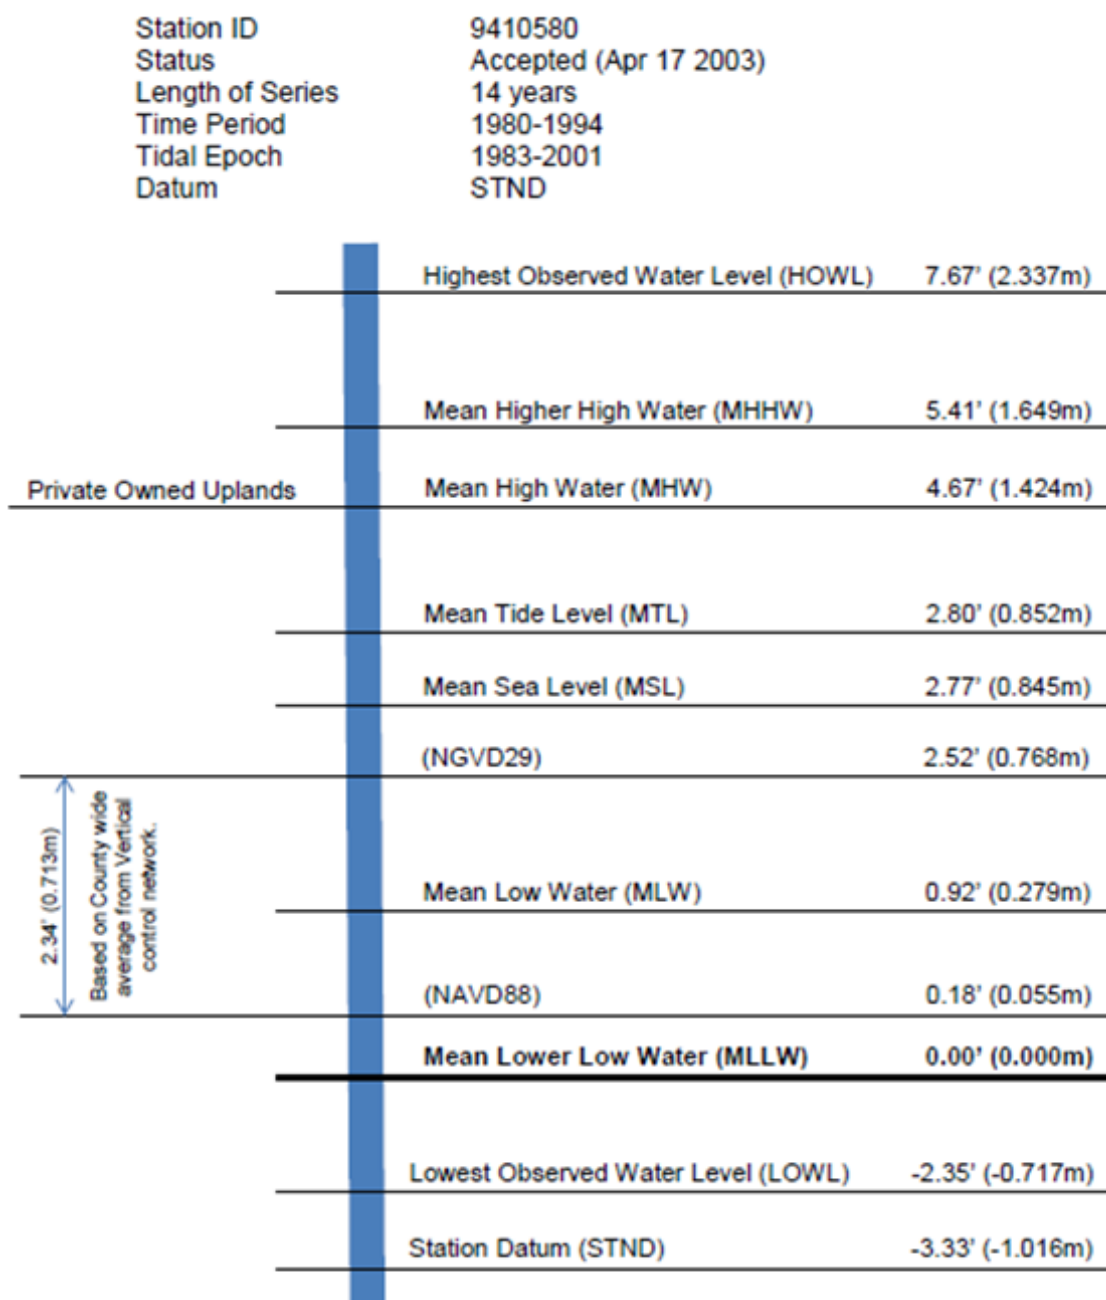 Station ID 9410580
Status Accepted (Apr 17 2003)
Length of Series 14 years
Time Period 1980-1994
Tidal Epoch 1983-2001
Datum STND
Highest Observed Water Level (HOWL) 7.67' (2.337m)
Mean Higher High Water (MHHW) 5.41' (1.649m)
Private Owned Uplands Mean High Water (MHW) 4.67' (1.424m)
Mean Tide Level (MTL) 2.80' (0.852m)
Mean Sea Level (MSL) 2.77' (0.845m)
(NGVD29) 2.52' (0.768m)
2.34' (0.713m)
Based on County wide
average from Vertical
control network.
Mean Low Water (MLW) 0.92' (0.279m)
(NAVD88) 0.18' (0.055m)
Mean Lower Low Water (MLLW) 0.00' (0.000m)
Lowest Observed Water Level (LOWL) -2.35' (-0.717m)
Station Datum (STND) -3.33' (-1.016m)